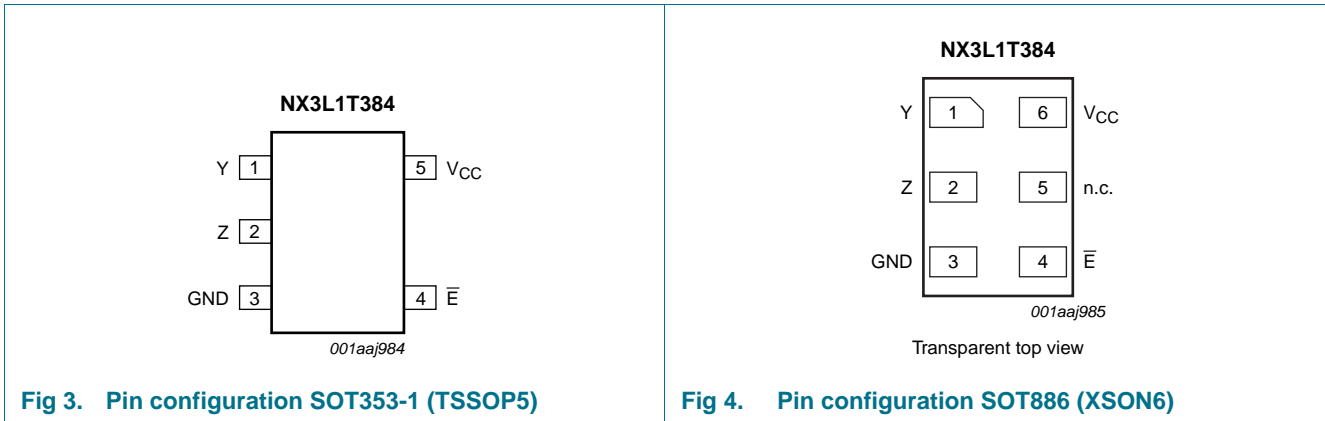 NX3L1T384
Y 1 5 VCC
Z 2
GND 3 4 E̅
001aaj984
Fig 3. Pin configuration SOT353-1 (TSSOP5)
NX3L1T384
Y 1 6 VCC
Z 2 5 n.c.
GND 3 4 E̅
001aaj985
Transparent top view
Fig 4. Pin configuration SOT886 (XSON6)